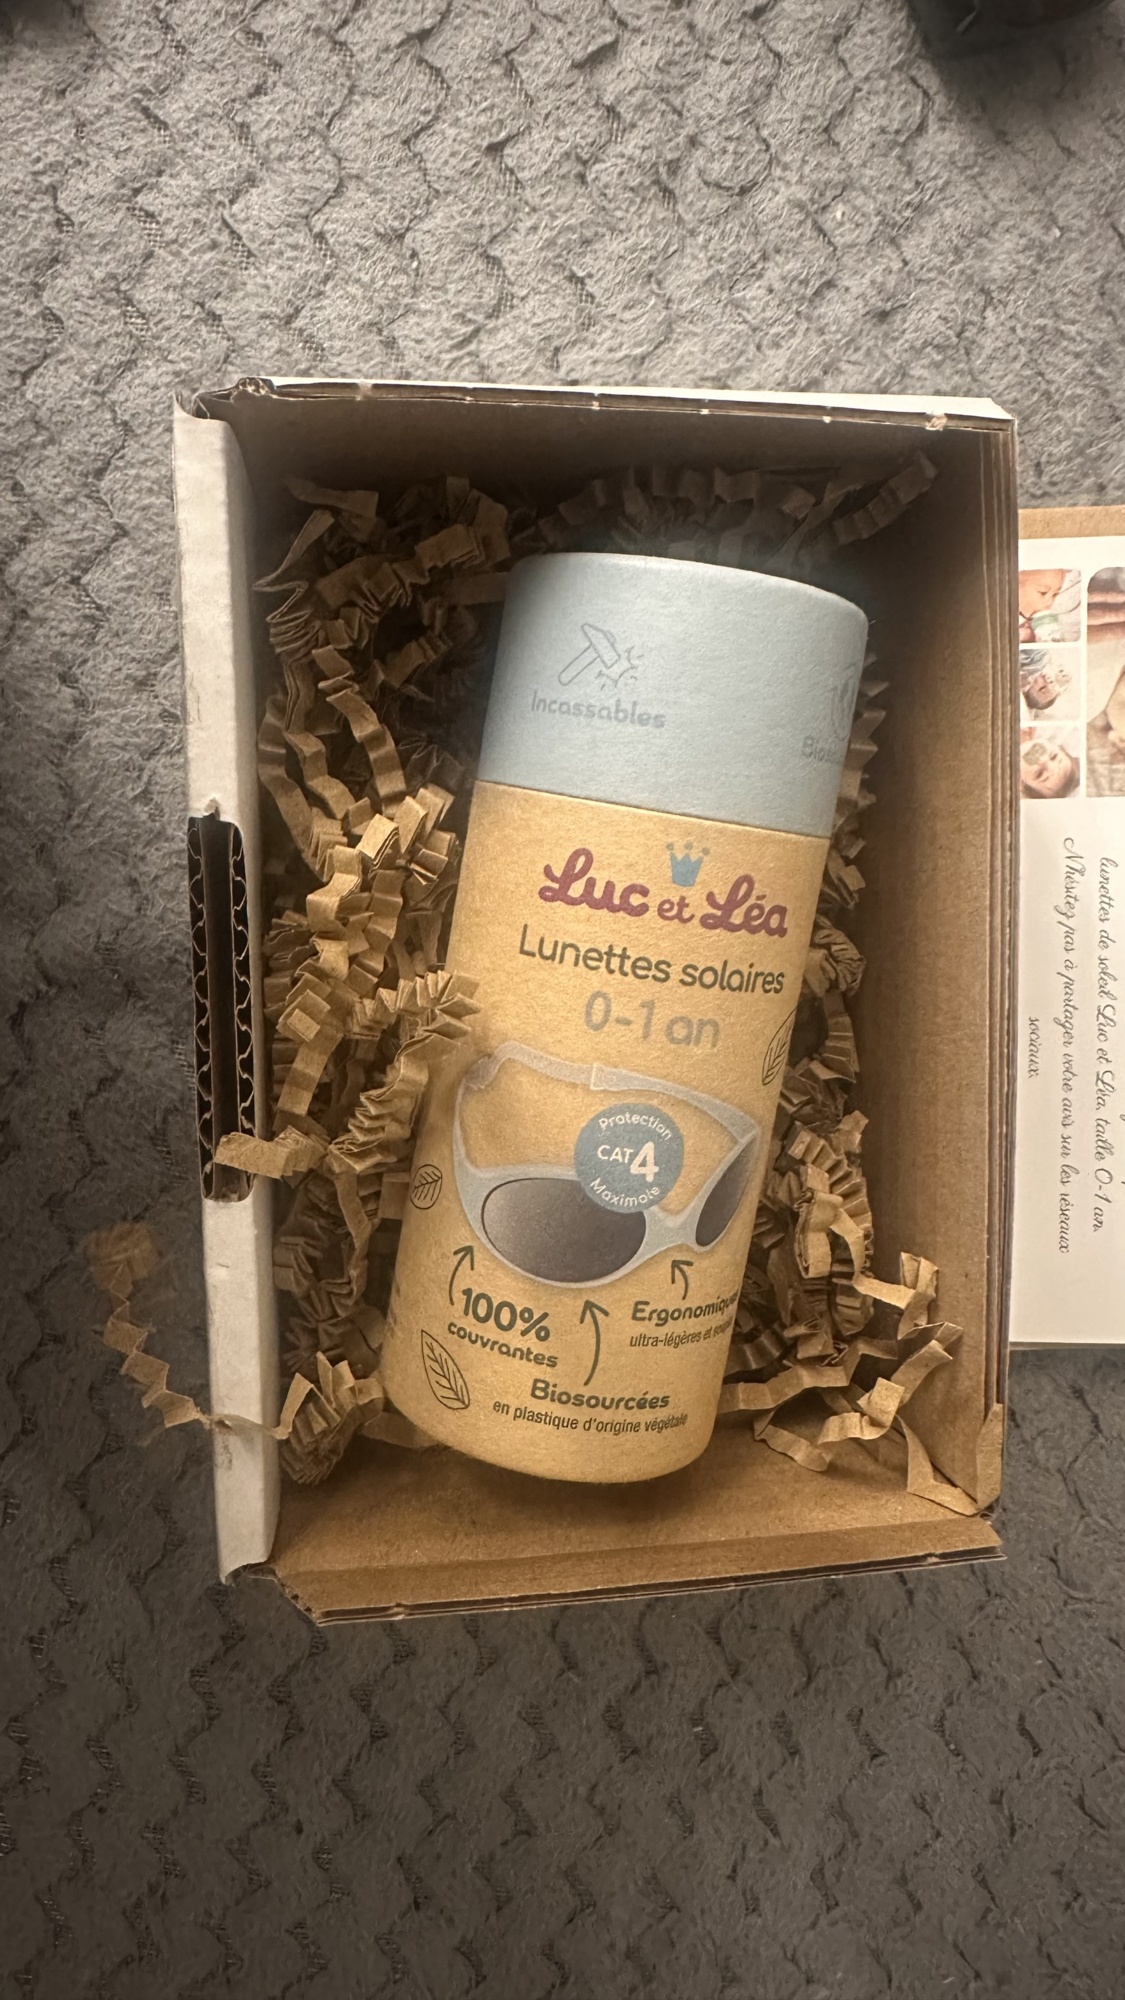 Incassables
Luc et Léa
Lunettes solaires
0-1 an
Protection
CAT 4
Maximale
100%
couvrantes
ultra-légères et
Biosourcées
en plastique d'origine végétale
lunettes de soleil Luc et Léa, taille 0-1 an.
N'hésitez pas à partager votre avis sur les réseaux
sociaux.